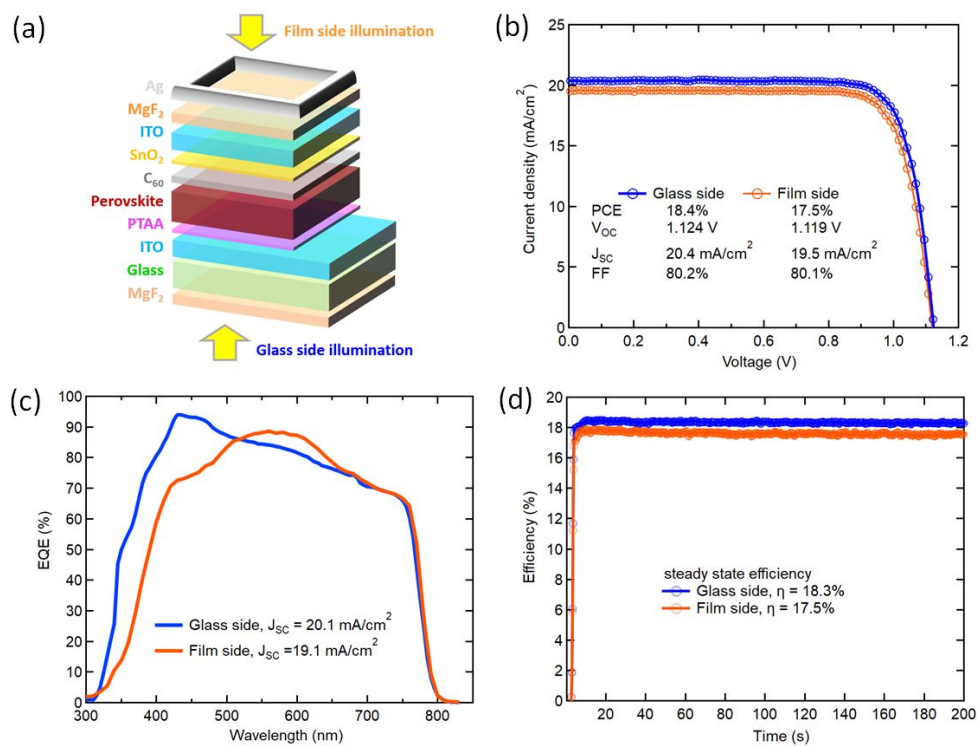 (a)
Film side illumination
Ag
MgF₂
ITO
SnO₂
C₆₀
Perovskite
PTAA
ITO
Glass
MgF₂
Glass side illumination
(b)
Current density (mA/cm²)
25
20
15
10
5
0
Glass side Film side
PCE 18.4% 17.5%
V_OC 1.124 V 1.119 V
J_SC 20.4 mA/cm² 19.5 mA/cm²
FF 80.2% 80.1%
0.0 0.2 0.4 0.6 0.8 1.0 1.2
Voltage (V)
(c)
EQE (%)
100
90
80
70
60
50
40
30
20
10
0
Glass side, J_SC = 20.1 mA/cm²
Film side, J_SC =19.1 mA/cm²
300 400 500 600 700 800
Wavelength (nm)
(d)
Efficiency (%)
20
18
16
14
12
10
8
6
4
2
0
steady state efficiency
Glass side, η = 18.3%
Film side, η = 17.5%
20 40 60 80 100 120 140 160 180 200
Time (s)